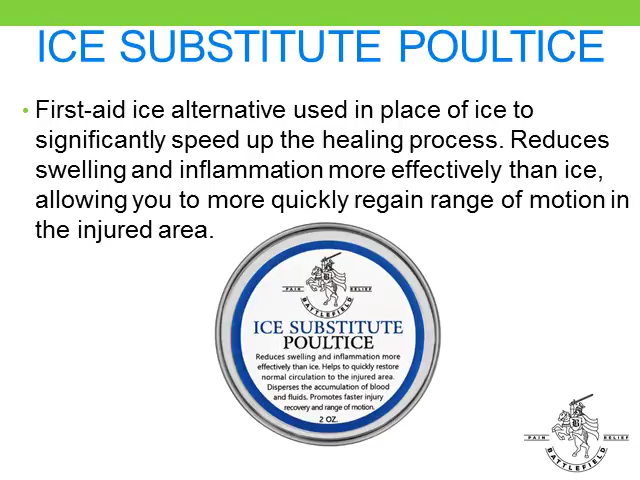 ICE SUBSTITUTE POULTICE
• First-aid ice alternative used in place of ice to
significantly speed up the healing process. Reduces
swelling and inflammation more effectively than ice,
allowing you to more quickly regain range of motion in
the injured area.
PAIN RELIEF
BATTLEFIELD
ICE SUBSTITUTE
POULTICE
Reduces swelling and inflammation more
effectively than ice. Helps to quickly restore
normal circulation to the injured area.
Disperses the accumulation of blood
and fluids. Promotes faster injury
recovery and range of motion.
2 OZ.
B
PAIN RELIEF
BATTLEFIELD